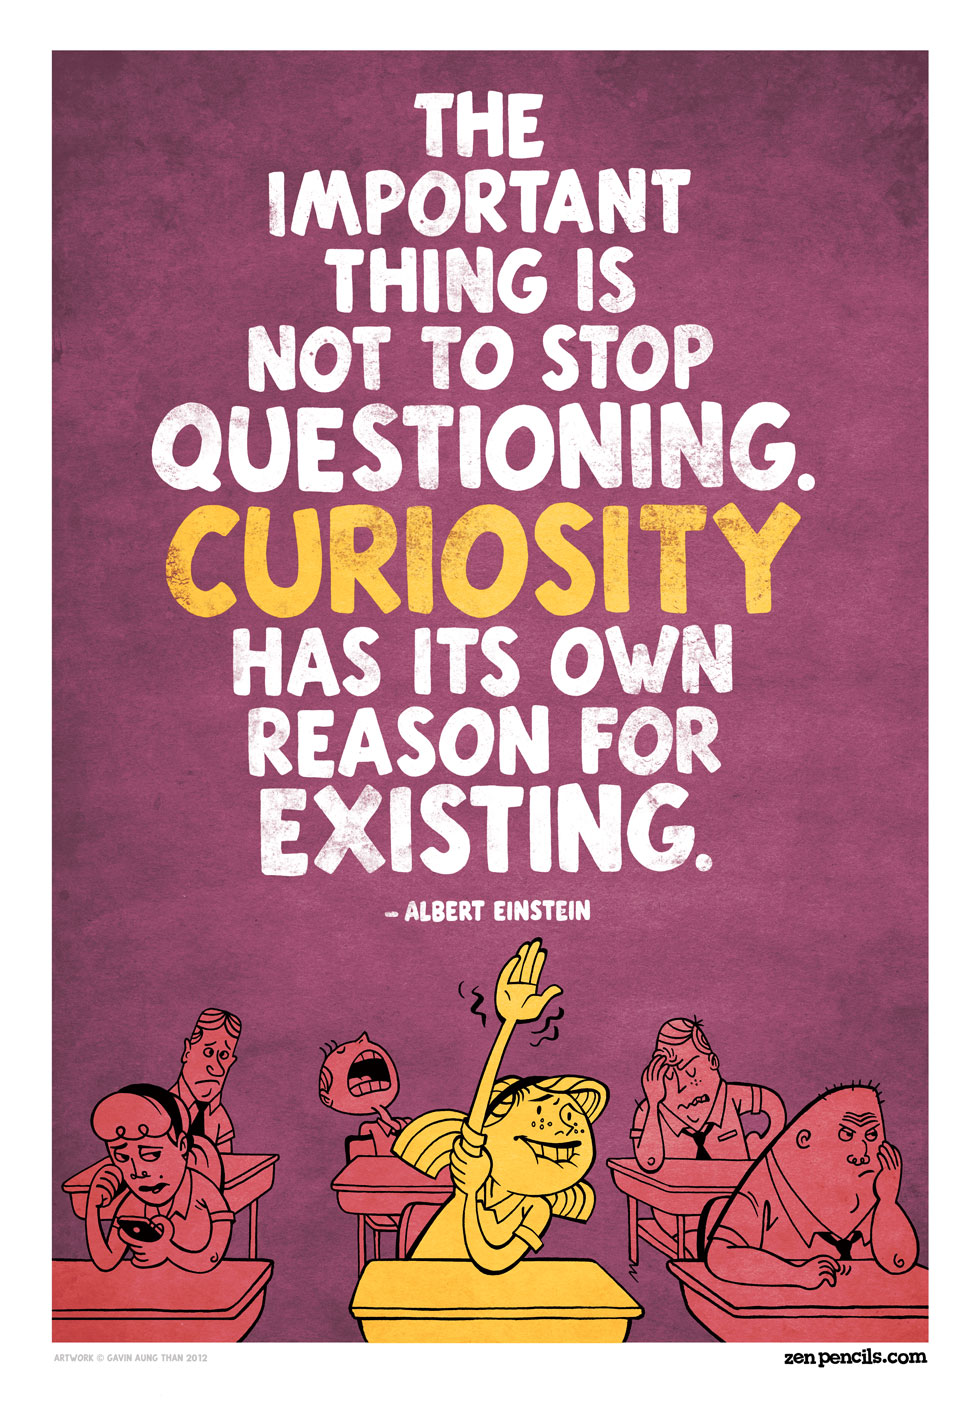 THE
IMPORTANT
THING IS
NOT TO STOP
QUESTIONING.
CURIOSITY
HAS ITS OWN
REASON FOR
EXISTING.
- ALBERT EINSTEIN
ARTWORK © GAVIN AUNG THAN 2012
zenpencils.com